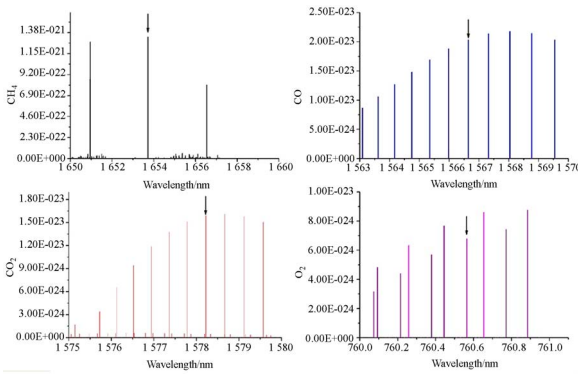 1.38E-021
1.15E-021
9.20E-022
6.90E-022
4.60E-022
2.30E-022
0.00E+000
CH4
1 650 1 652 1 654 1 656 1 658 1 660
Wavelength/nm
2.50E-023
2.00E-023
1.50E-023
1.00E-023
5.00E-024
0.00E+000
CO
1 563 1 564 1 565 1 566 1 567 1 568 1 569 1 570
Wavelength/nm
1.80E-023
1.50E-023
1.20E-023
9.00E-024
6.00E-024
3.00E-024
0.00E+000
CO2
1 575 1 576 1 577 1 578 1 579 1 580
Wavelength/nm
1.00E-023
8.00E-024
6.00E-024
4.00E-024
2.00E-024
0.00E+000
O2
760.0 760.2 760.4 760.6 760.8 761.0
Wavelength/nm